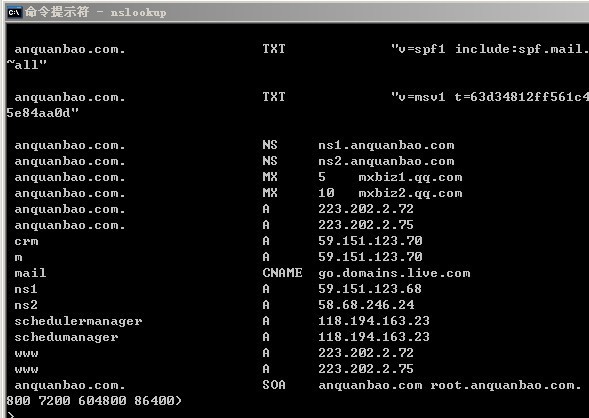 命令提示符 - nslookup
anquanbao.com. TXT "v=spf1 include:spf.mail.
~all"
anquanbao.com. TXT "v=msv1 t=63d34812ff561c4
5e84aa0d"
anquanbao.com. NS ns1.anquanbao.com
anquanbao.com. NS ns2.anquanbao.com
anquanbao.com. MX 5 mxbiz1.qq.com
anquanbao.com. MX 10 mxbiz2.qq.com
anquanbao.com. A 223.202.2.72
anquanbao.com. A 223.202.2.75
crm A 59.151.123.70
m A 59.151.123.70
mail CNAME go.domains.live.com
ns1 A 59.151.123.68
ns2 A 58.68.246.24
schedulermanager A 118.194.163.23
schedumanager A 118.194.163.23
www A 223.202.2.72
www A 223.202.2.75
anquanbao.com. SOA anquanbao.com root.anquanbao.com.
800 7200 604800 86400)
>